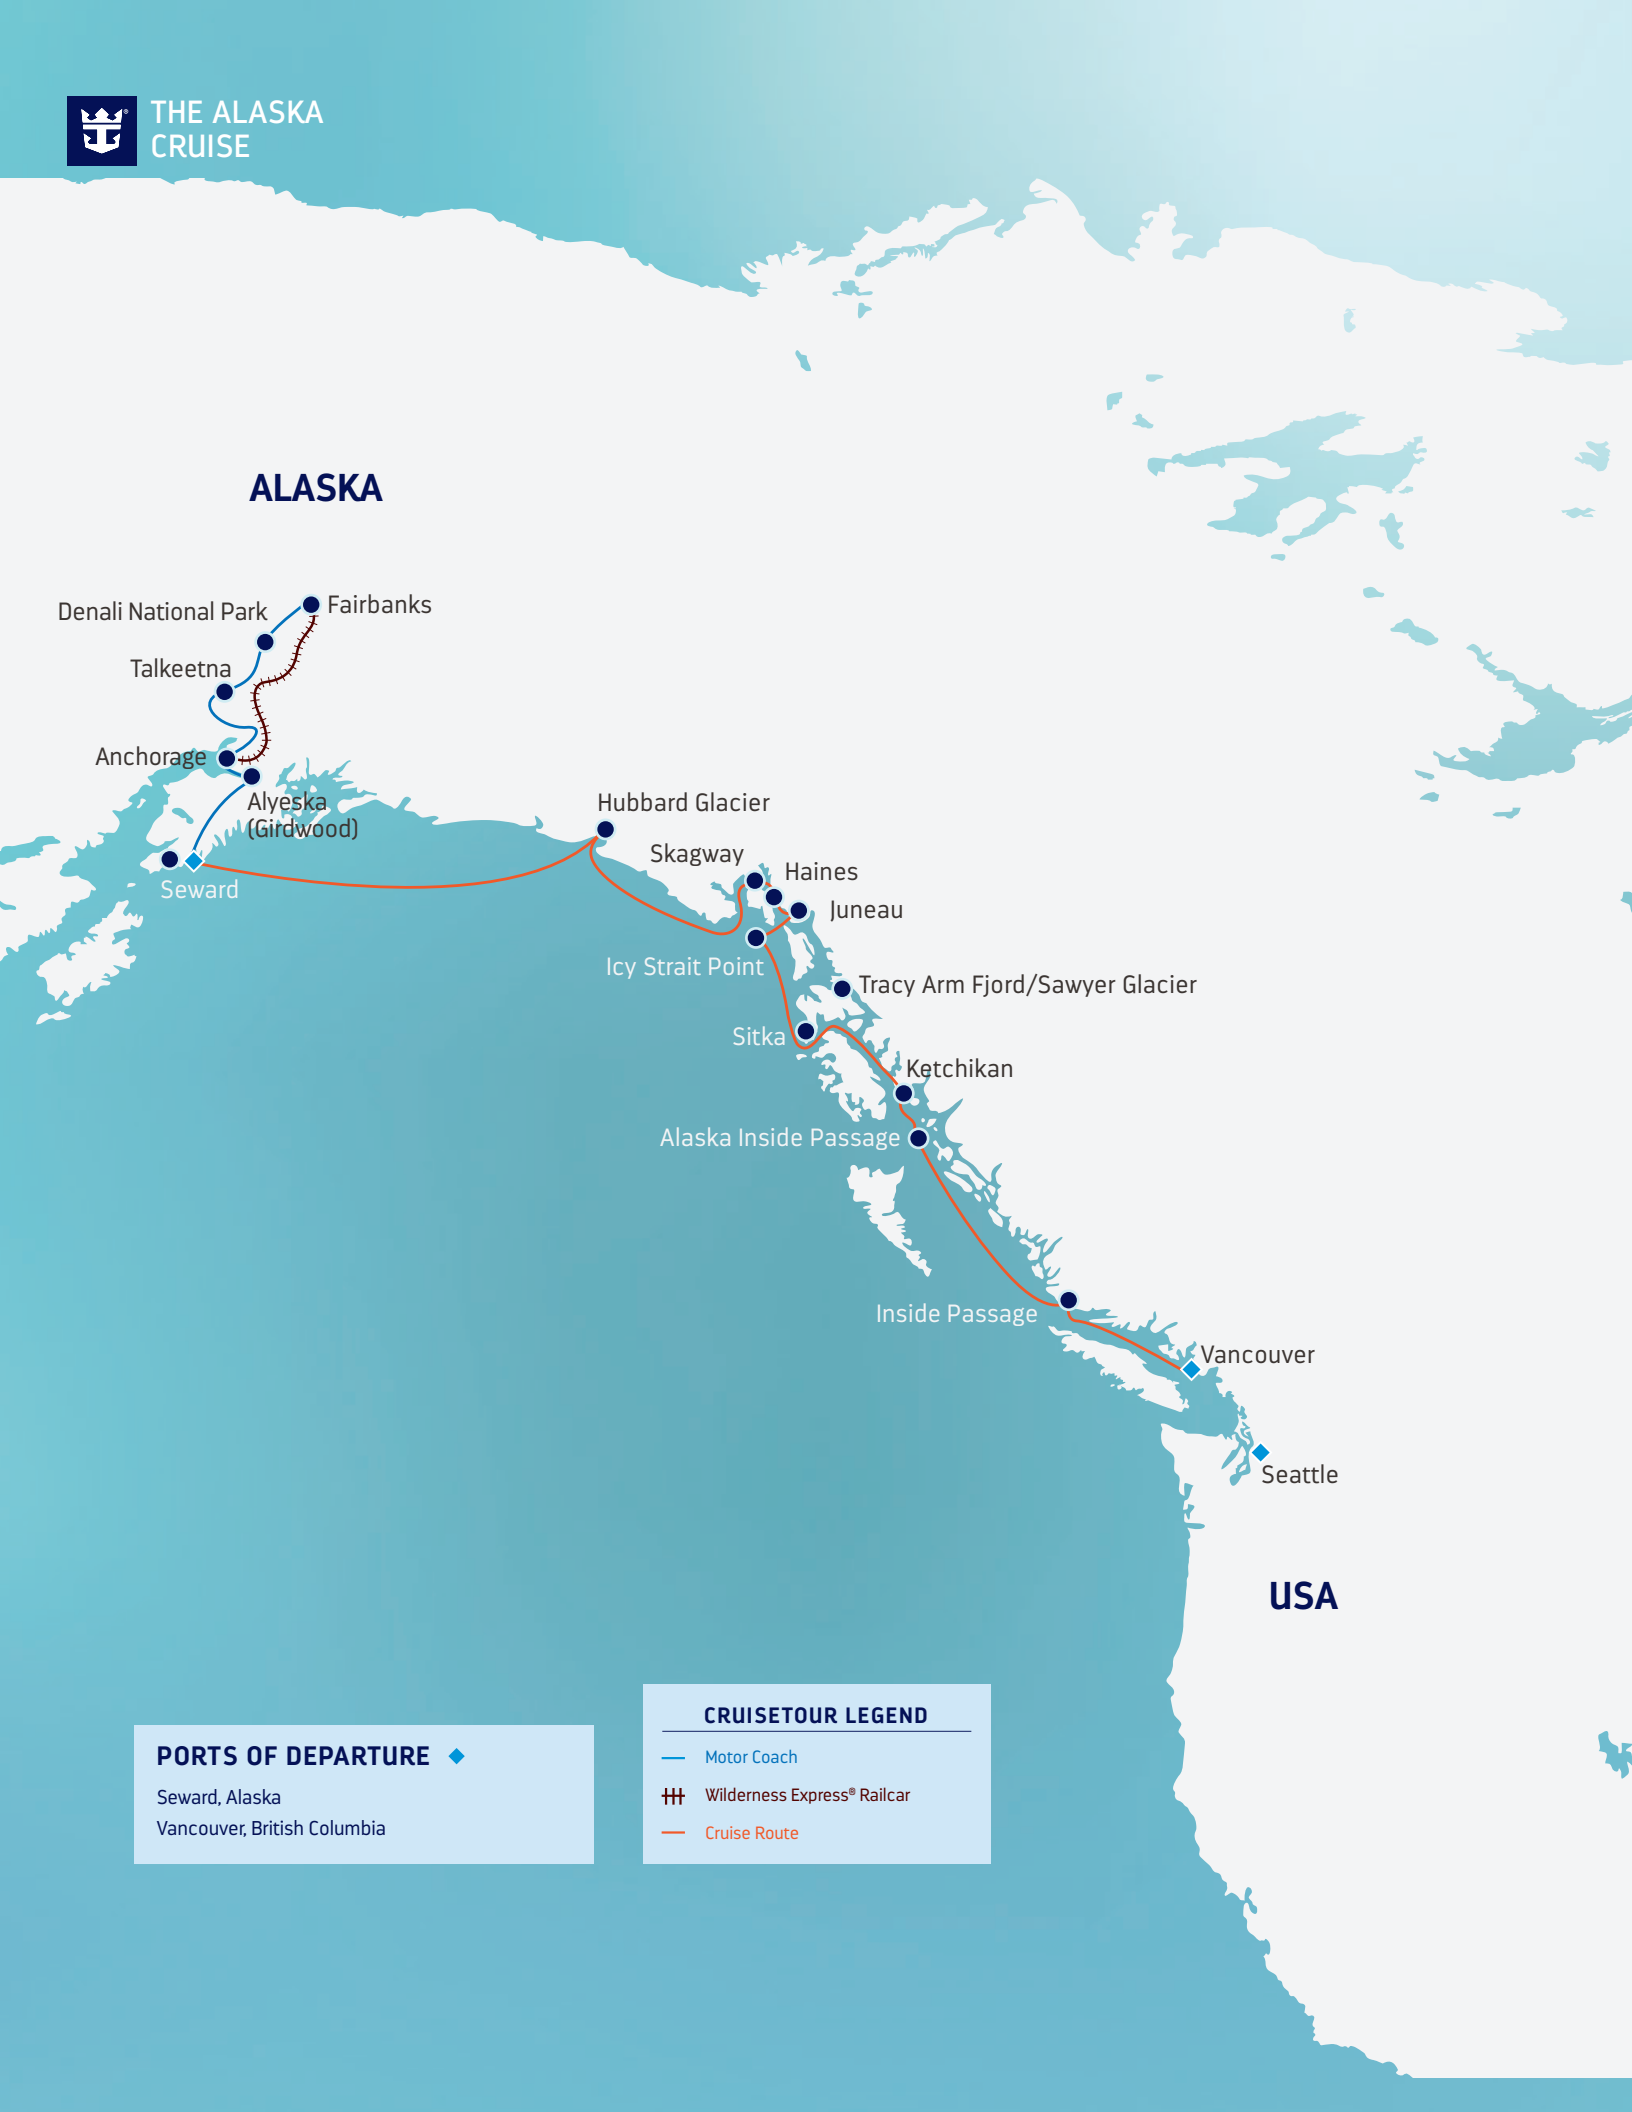 THE ALASKA
CRUISE
ALASKA
Denali National Park
Fairbanks
Talkeetna
Anchorage
Alyeska
(Girdwood)
Seward
Hubbard Glacier
Skagway
Haines
Juneau
Icy Strait Point
Tracy Arm Fjord/Sawyer Glacier
Sitka
Ketchikan
Alaska Inside Passage
Inside Passage
Vancouver
Seattle
USA
PORTS OF DEPARTURE
Seward, Alaska
Vancouver, British Columbia
CRUISETOUR LEGEND
Motor Coach
Wilderness Express® Railcar
Cruise Route